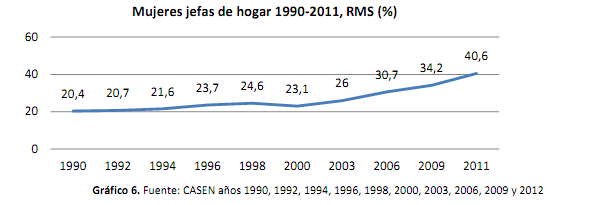 Mujeres jefas de hogar 1990-2011, RMS (%)
60
40
20
0
20,4 20,7 21,6 23,7 24,6 23,1 26 30,7 34,2 40,6
1990 1992 1994 1996 1998 2000 2003 2006 2009 2011
Gráfico 6. Fuente: CASEN años 1990, 1992, 1994, 1996, 1998, 2000, 2003, 2006, 2009 y 2012